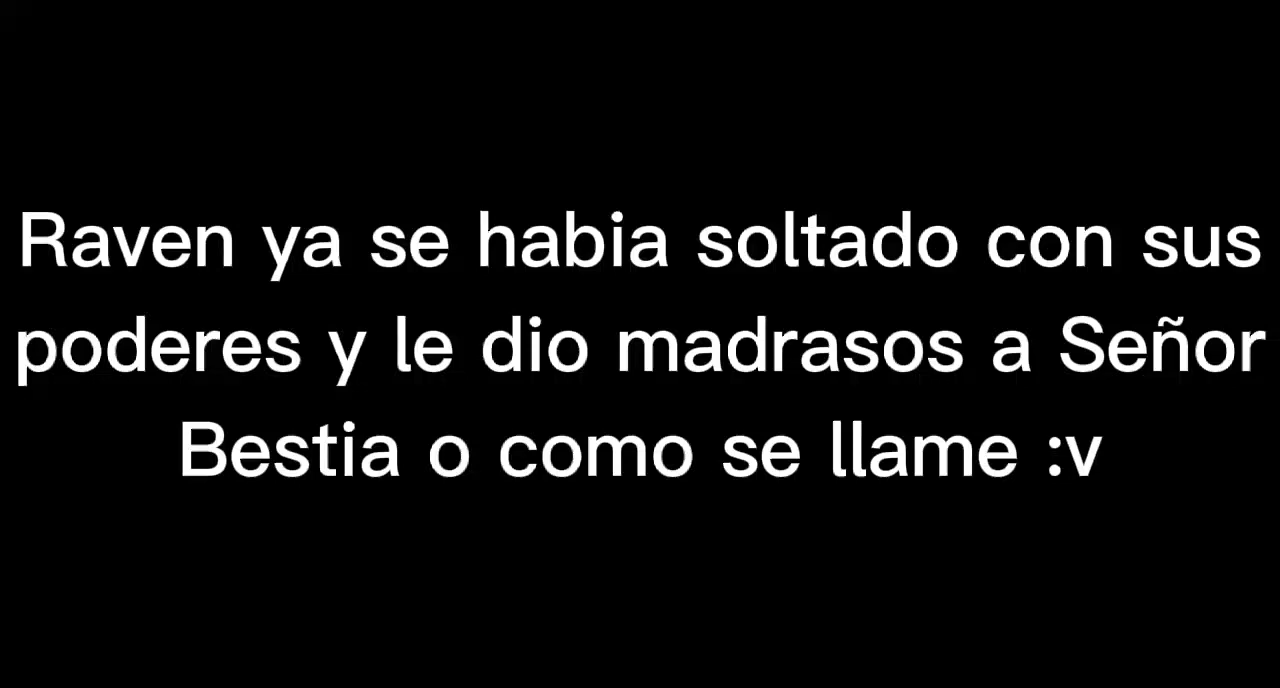 Raven ya se habia soltado con sus
poderes y le dio madrasos a Señor
Bestia o como se llame :v